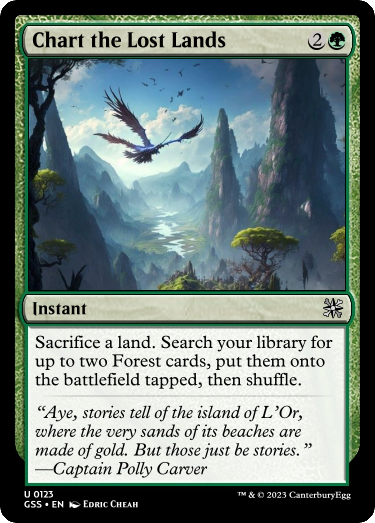 Chart the Lost Lands 2
Instant
Sacrifice a land. Search your library for
up to two Forest cards, put them onto
the battlefield tapped, then shuffle.
“Aye, stories tell of the island of L’Or,
where the very sands of its beaches are
made of gold. But those just be stories.”
—Captain Polly Carver
U 0123
GSS • EN Edric Cheah
™ & © 2023 CanterburyEgg